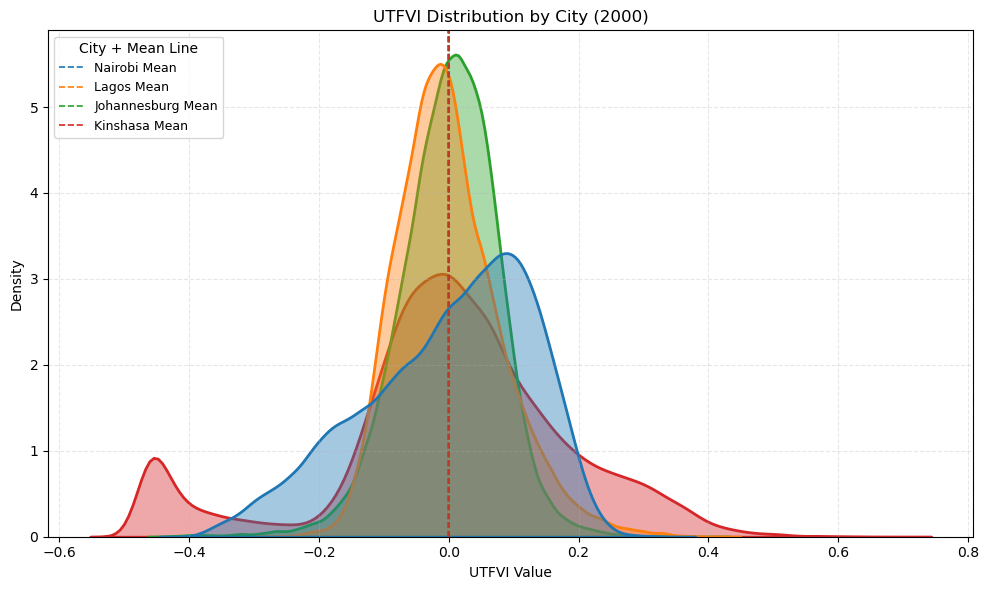 UTFVI Distribution by City (2000)
City + Mean Line
Nairobi Mean
Lagos Mean
Johannesburg Mean
Kinshasa Mean
Density
5
4
3
2
1
0
−0.6 −0.4 −0.2 0.0 0.2 0.4 0.6 0.8
UTFVI Value